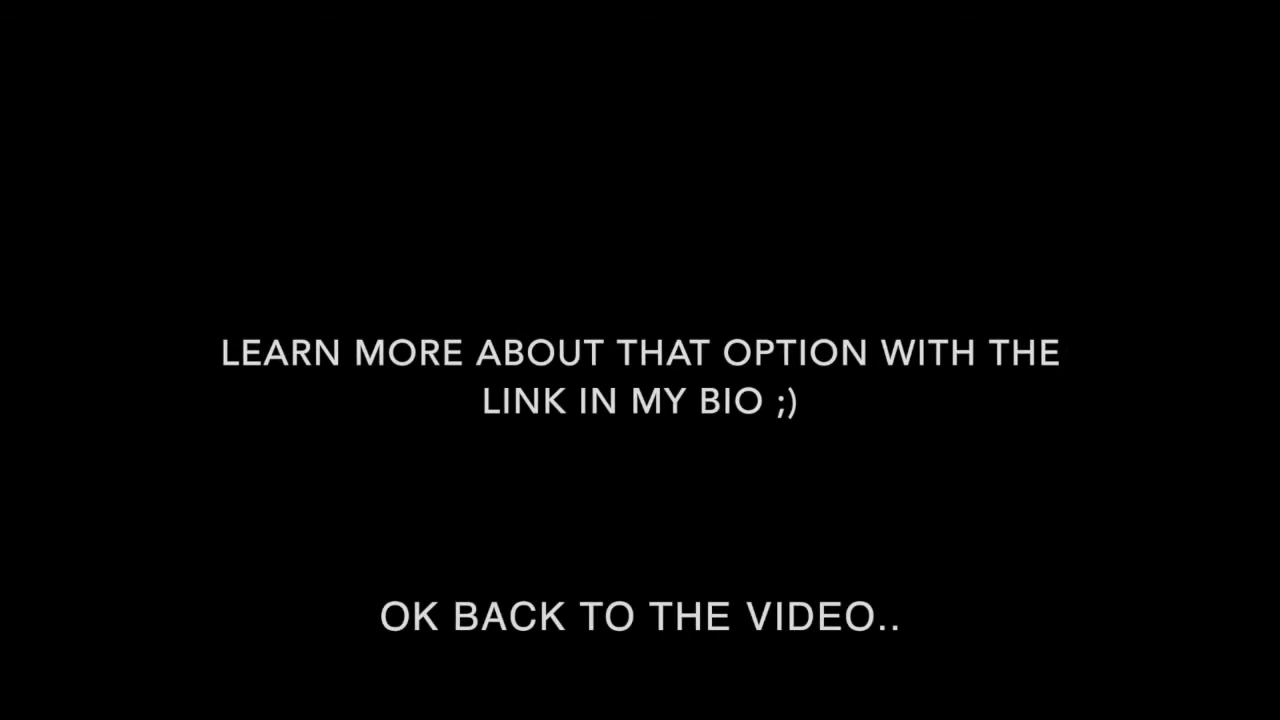 LEARN MORE ABOUT THAT OPTION WITH THE
LINK IN MY BIO ;)
OK BACK TO THE VIDEO..